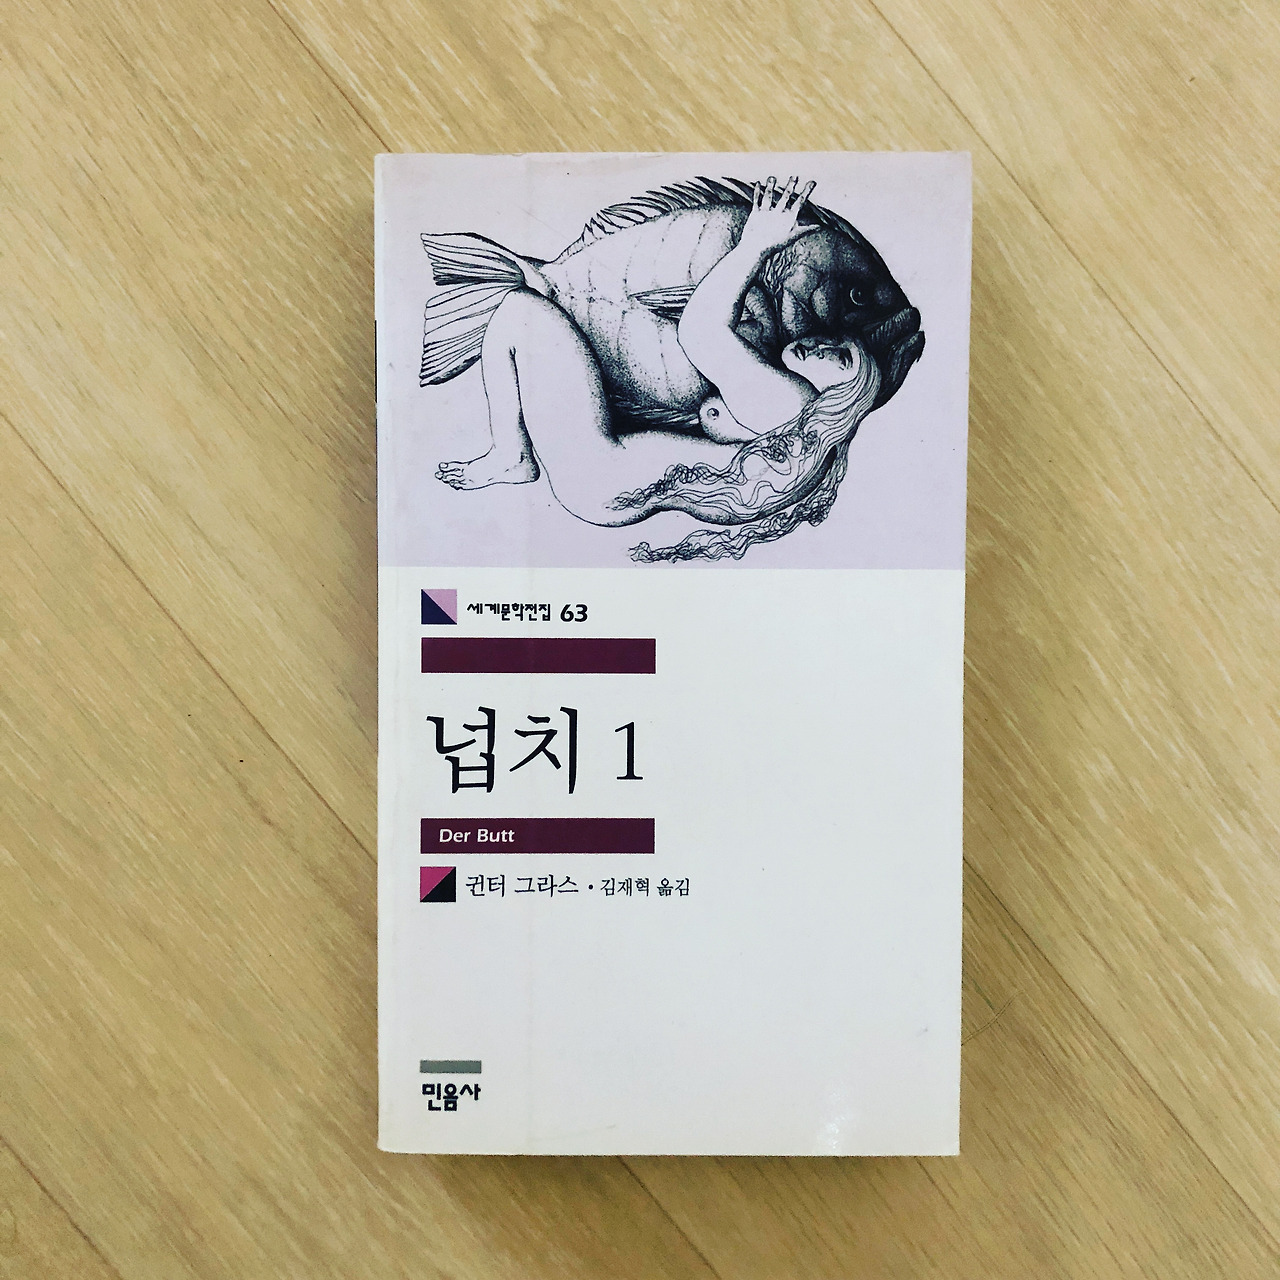 세계문학전집 63
넙치 1
Der Butt
귄터 그라스 • 김재혁 옮김
민음사